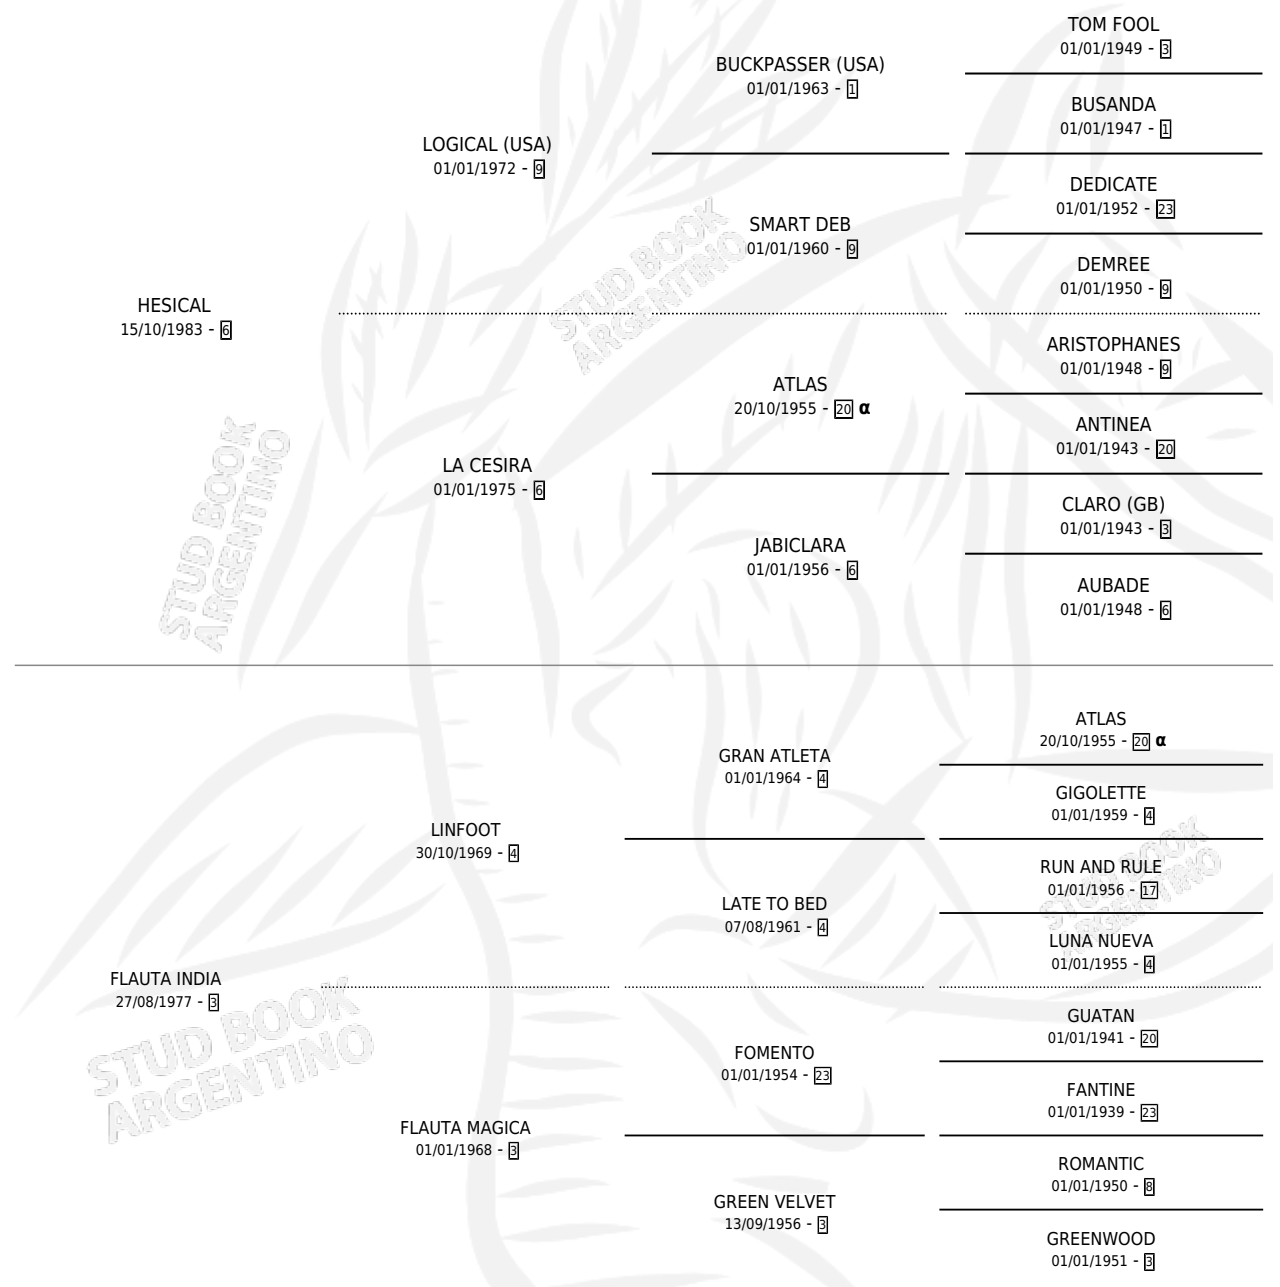 TOM FOOL
01/01/1949 - 3
BUCKPASSER (USA)
01/01/1963 - 1
BUSANDA
01/01/1947 - 1
LOGICAL (USA)
01/01/1972 - 9
DEDICATE
01/01/1952 - 23
SMART DEB
01/01/1960 - 9
DEMREE
01/01/1950 - 9
HESICAL
15/10/1983 - 6
ARISTOPHANES
01/01/1948 - 9
ATLAS
20/10/1955 - 20 α
ANTINEA
01/01/1943 - 20
LA CESIRA
01/01/1975 - 6
CLARO (GB)
01/01/1943 - 3
JABICLARA
01/01/1956 - 6
AUBADE
01/01/1948 - 6
STUD BOOK
ARGENTINO
STUD BOOK
ARGENTINO
ATLAS
20/10/1955 - 20 α
GRAN ATLETA
01/01/1964 - 4
GIGOLETTE
01/01/1959 - 4
LINFOOT
30/10/1969 - 4
RUN AND RULE
01/01/1956 - 17
LATE TO BED
07/08/1961 - 4
LUNA NUEVA
01/01/1955 - 4
FLAUTA INDIA
27/08/1977 - 3
GUATAN
01/01/1941 - 20
FOMENTO
01/01/1954 - 23
FANTINE
01/01/1939 - 23
FLAUTA MAGICA
01/01/1968 - 3
ROMANTIC
01/01/1950 - 8
GREEN VELVET
13/09/1956 - 3
GREENWOOD
01/01/1951 - 3
STUD BOOK
ARGENTINO
STUD BOOK
ARGENTINO